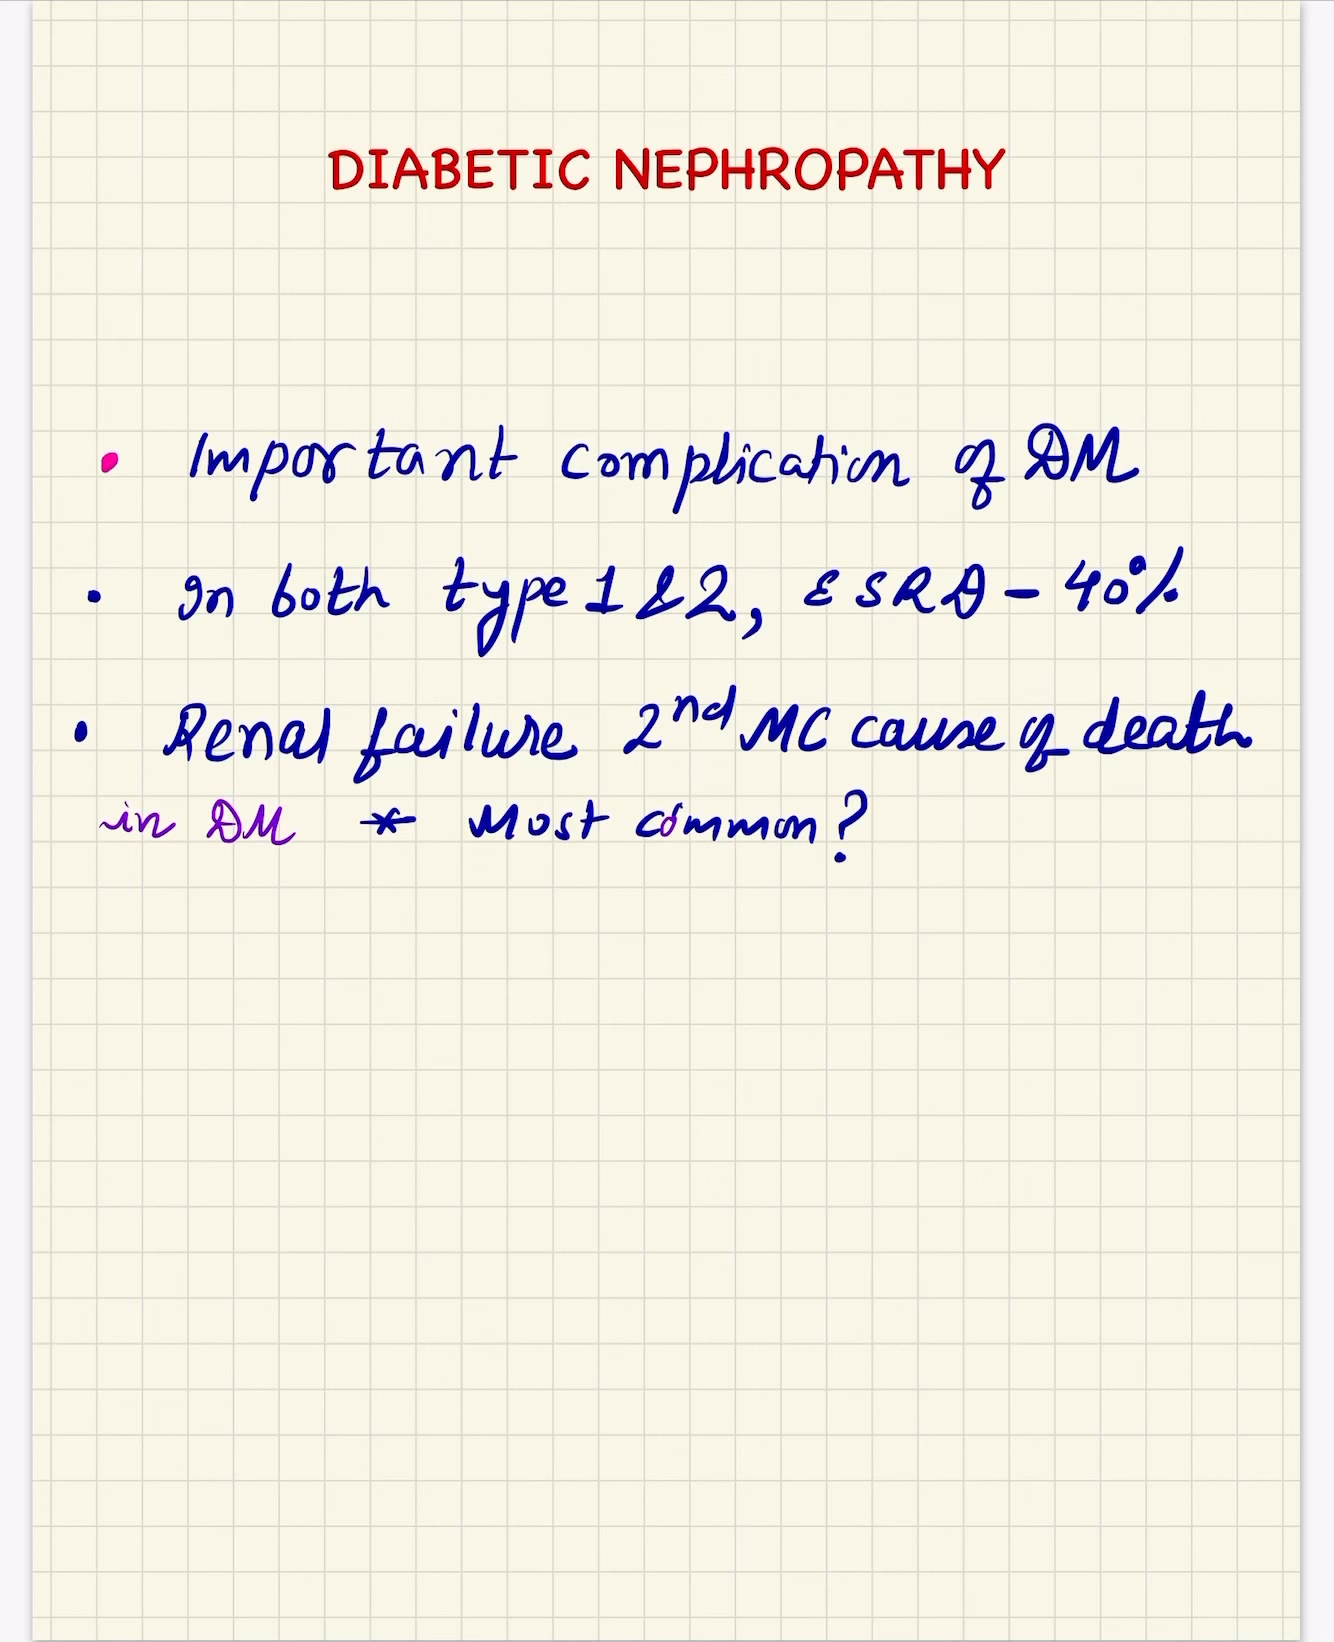 DIABETIC NEPHROPATHY
• Important complication of DM
• In both type 1 & 2, ESRD - 40%
• Renal failure 2nd MC cause of death
in DM * Most common?